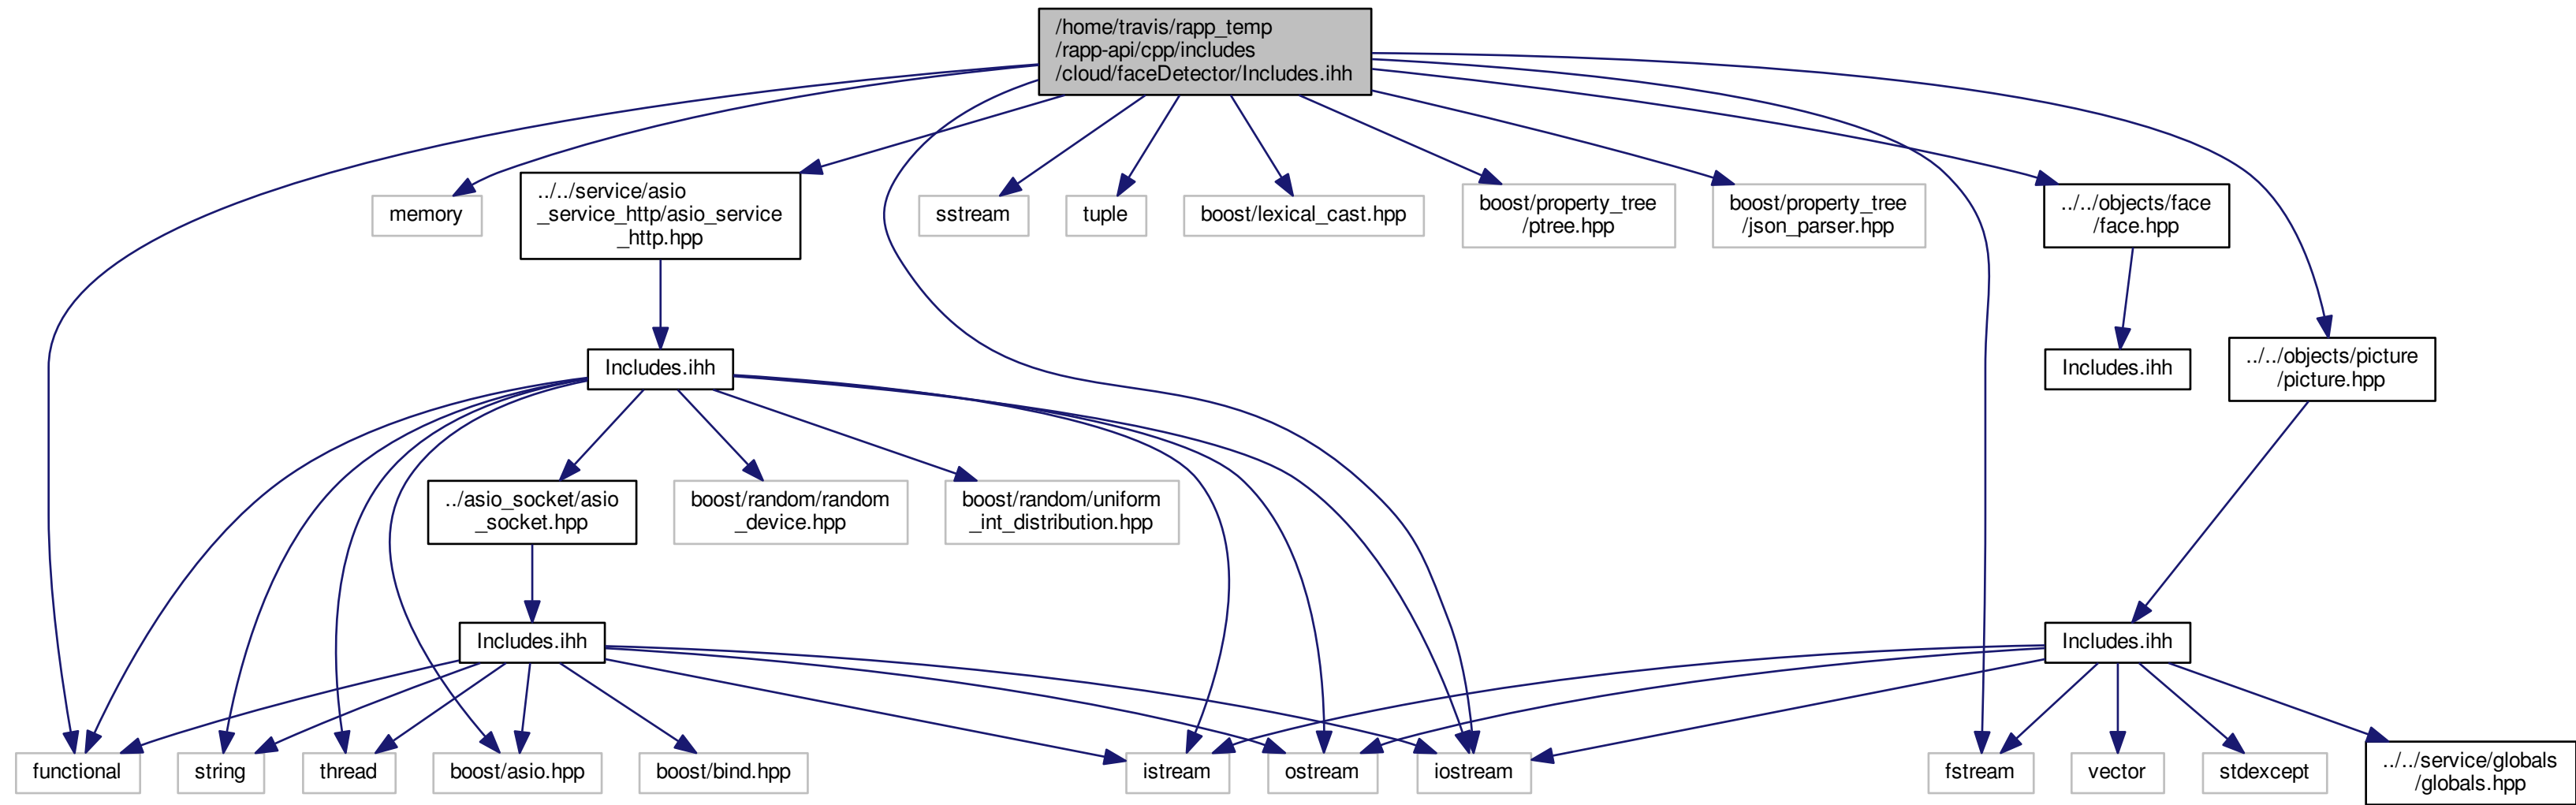 /home/travis/rapp_temp
/rapp-api/cpp/includes
/cloud/faceDetector/Includes.ihh
memory
../../service/asio
_service_http/asio_service
_http.hpp
sstream
tuple
boost/lexical_cast.hpp
boost/property_tree
/ptree.hpp
boost/property_tree
/json_parser.hpp
../../objects/face
/face.hpp
Includes.ihh
Includes.ihh
../../objects/picture
/picture.hpp
../asio_socket/asio
_socket.hpp
boost/random/random
_device.hpp
boost/random/uniform
_int_distribution.hpp
Includes.ihh
Includes.ihh
functional
string
thread
boost/asio.hpp
boost/bind.hpp
istream
ostream
iostream
fstream
vector
stdexcept
../../service/globals
/globals.hpp